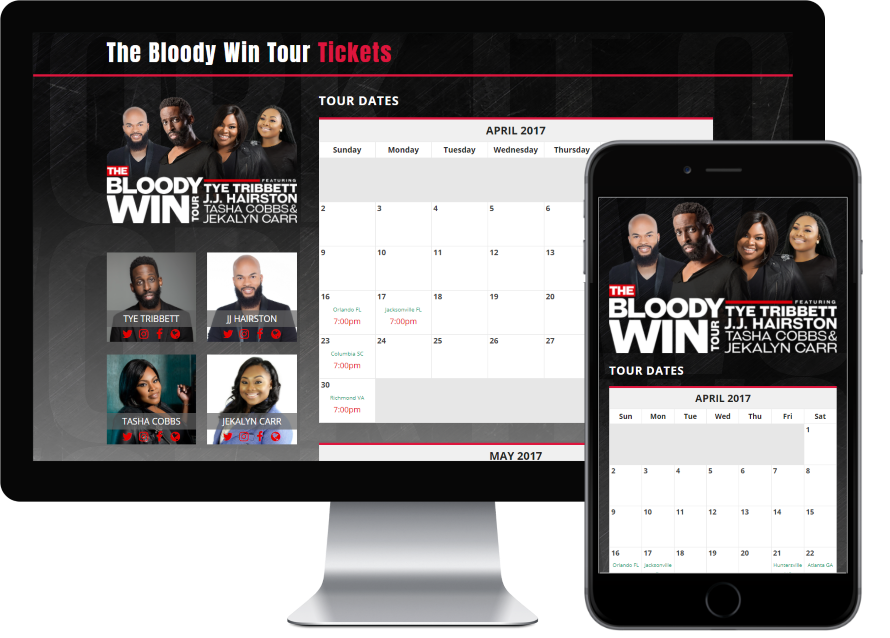 The Bloody Win Tour Tickets
THE
BLOODY
WIN
TOUR
FEATURING
TYE TRIBBETT
J.J. HAIRSTON
TASHA COBBS &
JEKALYN CARR
TYE TRIBBETT
JJ HAIRSTON
TASHA COBBS
JEKALYN CARR
TOUR DATES
APRIL 2017
Sunday Monday Tuesday Wednesday Thursday
2 3 4 5 6
9 10 11 12 13
16 17 18 19 20
Orlando FL Jacksonville FL
7:00pm 7:00pm
23 24 25 26 27
Columbia SC
7:00pm
30
Richmond VA
7:00pm
MAY 2017
THE
BLOODY
WIN
TOUR
FEATURING
TYE TRIBBETT
J.J. HAIRSTON
TASHA COBBS &
JEKALYN CARR
TOUR DATES
APRIL 2017
Sun Mon Tue Wed Thu Fri Sat
1
2 3 4 5 6 7 8
9 10 11 12 13 14 15
16 17 18 19 20 21 22
Orlando FL Jacksonville Huntersville Atlanta GA